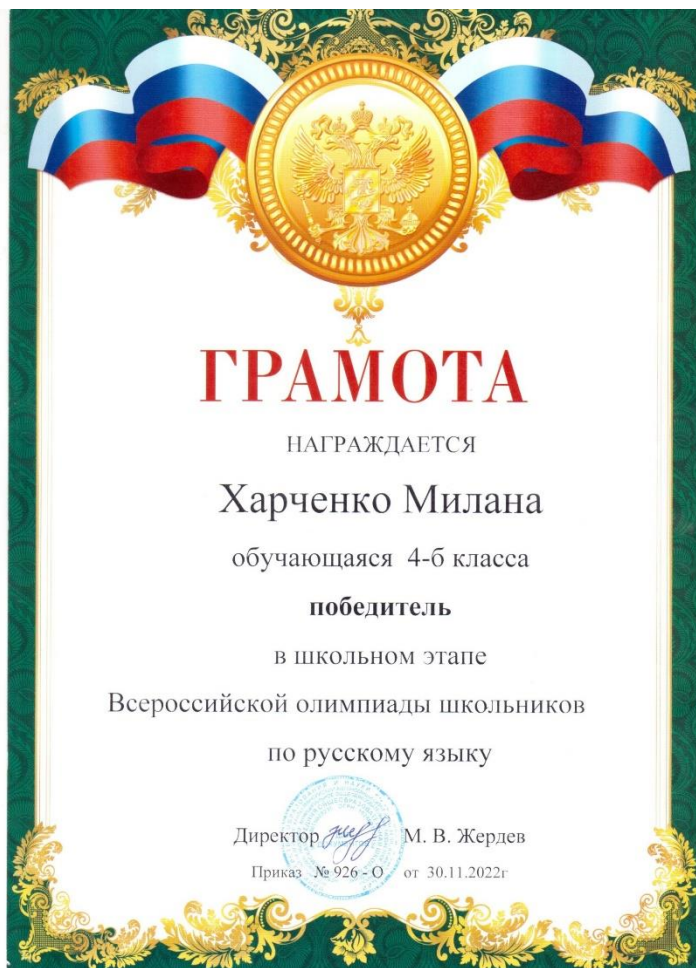 ГРАМОТА
НАГРАЖДАЕТСЯ
Харченко Милана
обучающаяся 4-б класса
победитель
в школьном этапе
Всероссийской олимпиады школьников
по русскому языку
Директор М. В. Жердев
Приказ № 926 - О от 30.11.2022г